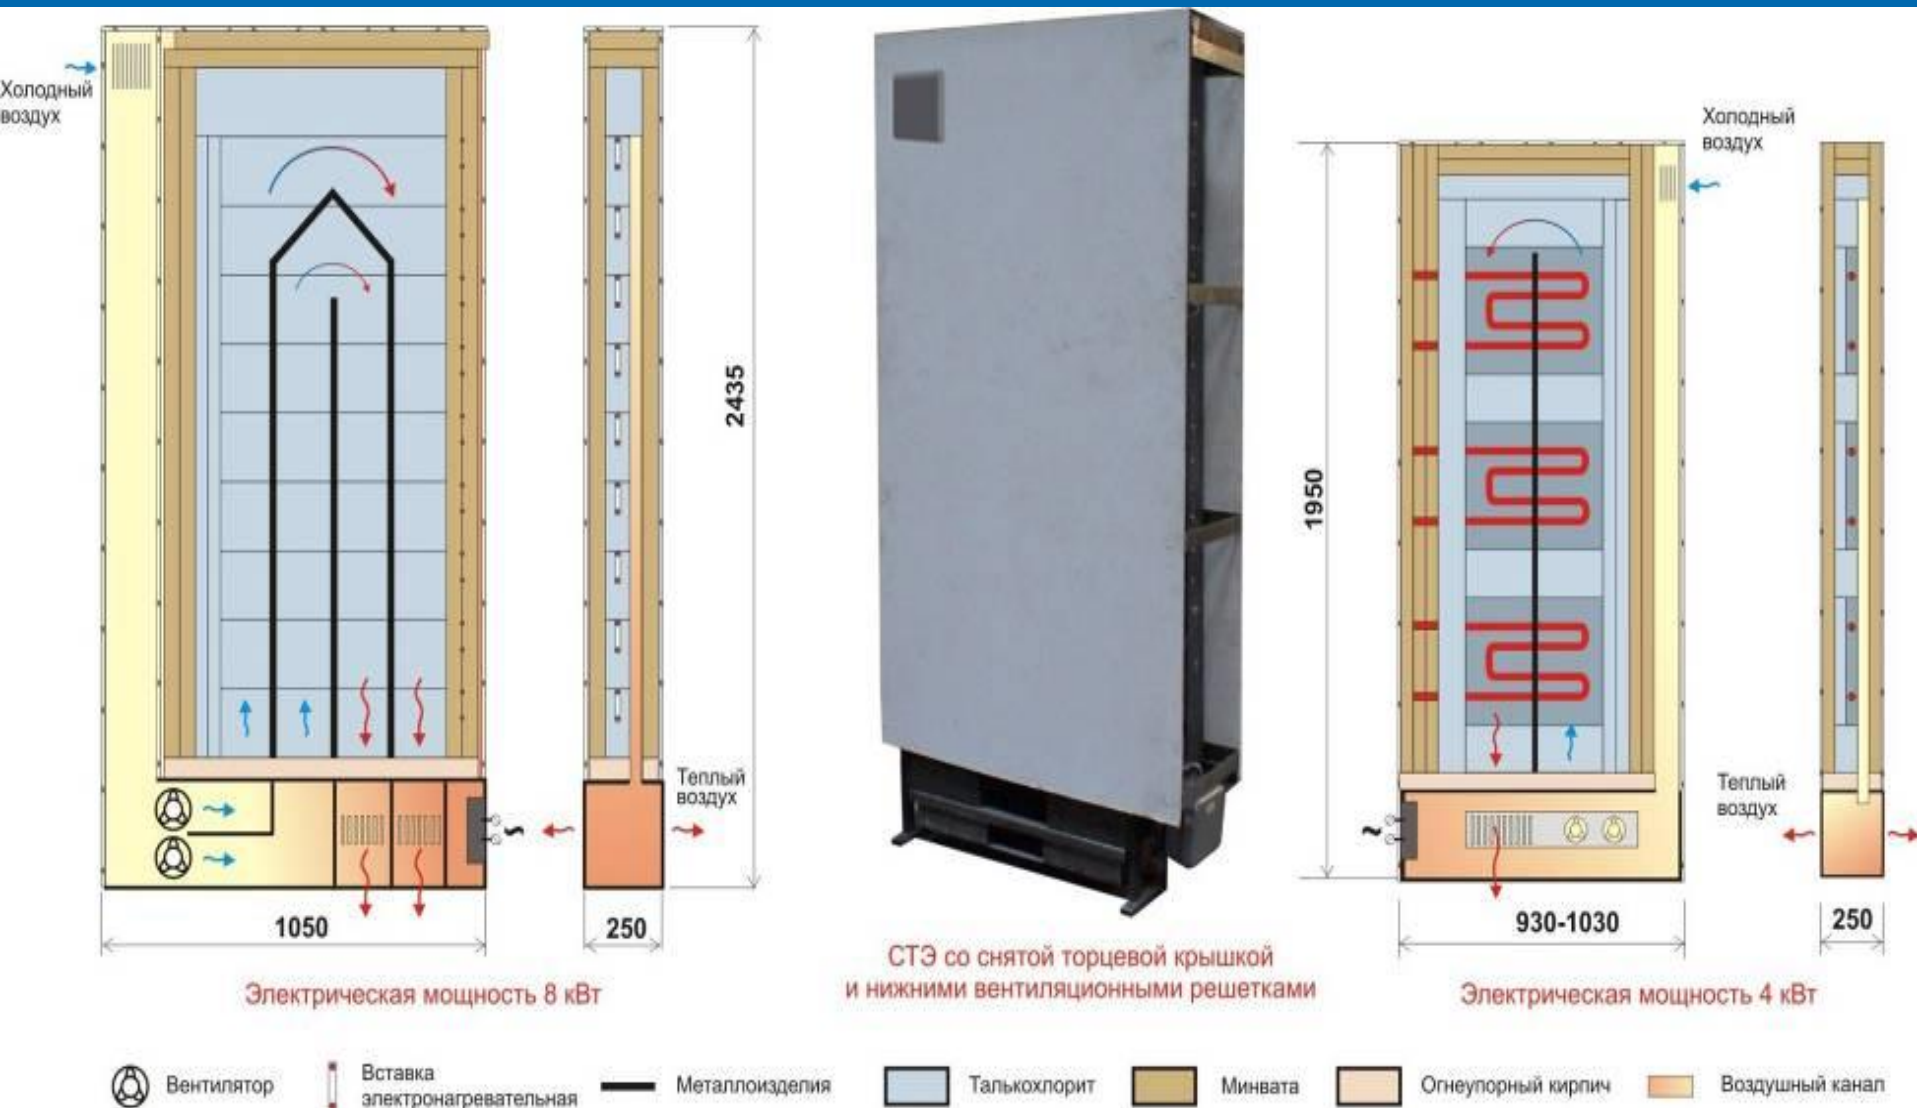 Холодный
воздух
2435
Теплый
воздух
1050
250
Электрическая мощность 8 кВт
СТЭ со снятой торцевой крышкой
и нижними вентиляционными решетками
Холодный
воздух
1950
Теплый
воздух
930-1030
250
Электрическая мощность 4 кВт
Вентилятор
Вставка
электронагревательная
Металлоизделия
Талькохлорит
Минвата
Огнеупорный кирпич
Воздушный канал